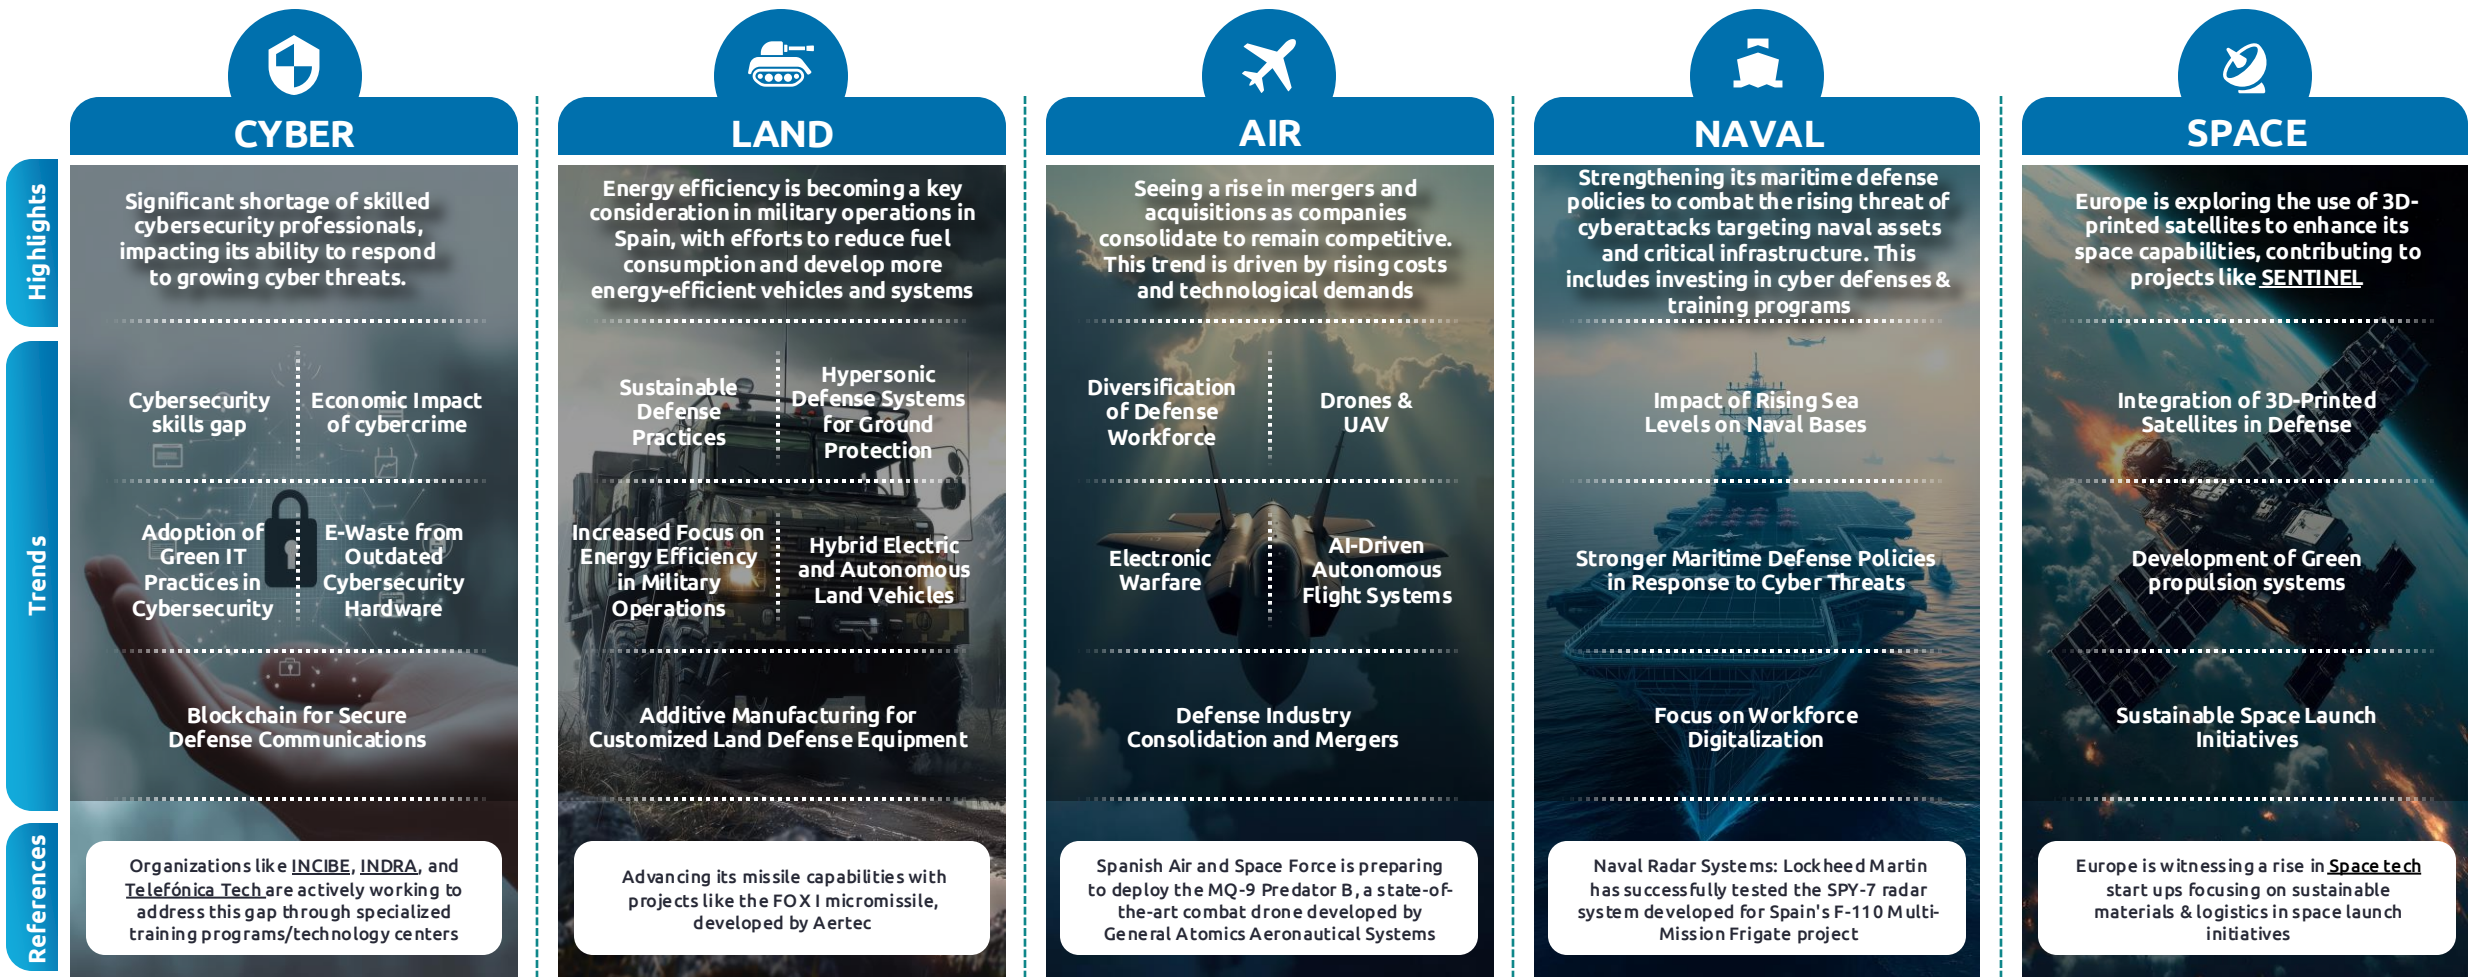 CYBER
Highlights
Significant shortage of skilled
cybersecurity professionals,
impacting its ability to respond
to growing cyber threats.
Trends
Cybersecurity
skills gap
Economic Impact
of cybercrime
Adoption of
Green IT
Practices in
Cybersecurity
E-Waste from
Outdated
Cybersecurity
Hardware
Blockchain for Secure
Defense Communications
References
Organizations like INCIBE, INDRA, and
Telefónica Tech are actively working to
address this gap through specialized
training programs/technology centers
LAND
Energy efficiency is becoming a key
consideration in military operations in
Spain, with efforts to reduce fuel
consumption and develop more
energy-efficient vehicles and systems
Sustainable
Defense
Practices
Hypersonic
Defense Systems
for Ground
Protection
Increased Focus on
Energy Efficiency
in Military
Operations
Hybrid Electric
and Autonomous
Land Vehicles
Additive Manufacturing for
Customized Land Defense Equipment
Advancing its missile capabilities with
projects like the FOX I micromissile,
developed by Aertec
AIR
Seeing a rise in mergers and
acquisitions as companies
consolidate to remain competitive.
This trend is driven by rising costs
and technological demands
Diversification
of Defense
Workforce
Drones &
UAV
Electronic
Warfare
AI-Driven
Autonomous
Flight Systems
Defense Industry
Consolidation and Mergers
Spanish Air and Space Force is preparing
to deploy the MQ-9 Predator B, a state-of-
the-art combat drone developed by
General Atomics Aeronautical Systems
NAVAL
Strengthening its maritime defense
policies to combat the rising threat of
cyberattacks targeting naval assets
and critical infrastructure. This
includes investing in cyber defenses &
training programs
Impact of Rising Sea
Levels on Naval Bases
Stronger Maritime Defense Policies
in Response to Cyber Threats
Focus on Workforce
Digitalization
Naval Radar Systems: Lockheed Martin
has successfully tested the SPY-7 radar
system developed for Spain's F-110 Multi-
Mission Frigate project
SPACE
Europe is exploring the use of 3D-
printed satellites to enhance its
space capabilities, contributing to
projects like SENTINEL
Integration of 3D-Printed
Satellites in Defense
Development of Green
propulsion systems
Sustainable Space Launch
Initiatives
Europe is witnessing a rise in Space tech
start ups focusing on sustainable
materials & logistics in space launch
initiatives